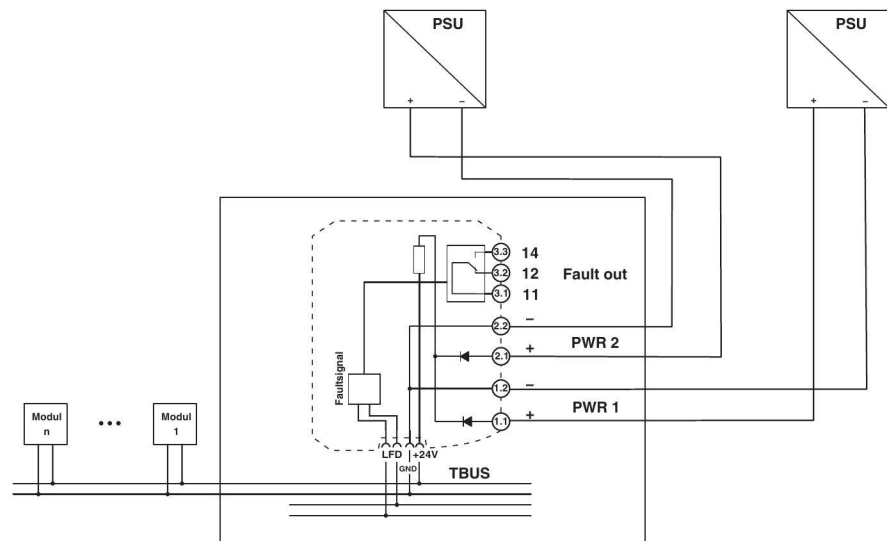 PSU
+ −
PSU
+ −
3.3 14
3.2 12 Fault out
3.1 11
2.2 −
PWR 2
2.1 +
1.2 −
PWR 1
1.1 +
Faultsignal
Modul
n
...
Modul
1
LFD +24V
GND
TBUS